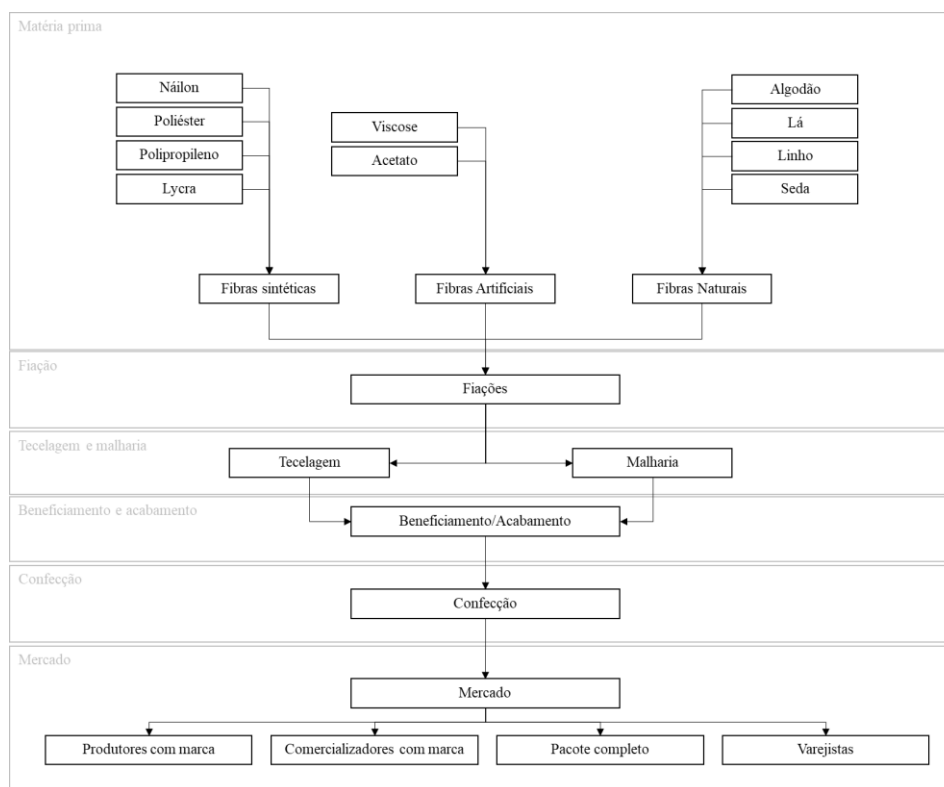 Matéria prima
Náilon
Poliéster
Polipropileno
Lycra
Viscose
Acetato
Algodão
Lá
Linho
Seda
Fibras sintéticas
Fibras Artificiais
Fibras Naturais
Fiação
Fiações
Tecelagem e malharia
Tecelagem
Malharia
Beneficiamento e acabamento
Beneficiamento/Acabamento
Confecção
Confecção
Mercado
Mercado
Produtores com marca
Comercializadores com marca
Pacote completo
Varejistas